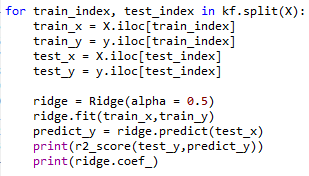 for train_index, test_index in kf.split(X):
    train_x = X.iloc[train_index]
    train_y = y.iloc[train_index]
    test_x = X.iloc[test_index]
    test_y = y.iloc[test_index]
    ridge = Ridge(alpha = 0.5)
    ridge.fit(train_x,train_y)
    predict_y = ridge.predict(test_x)
    print(r2_score(test_y,predict_y))
    print(ridge.coef_)